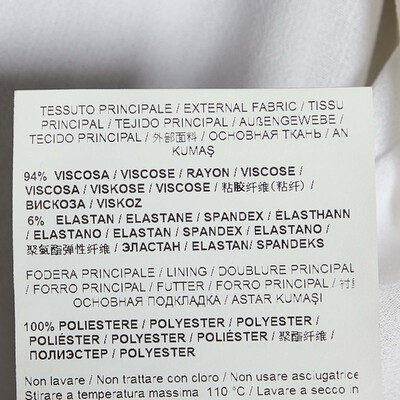 TESSUTO PRINCIPALE / EXTERNAL FABRIC / TISSU
PRINCIPAL / TEJIDO PRINCIPAL / AUßENGEWEBE /
TECIDO PRINCIPAL / 外部面料 / ОСНОВНАЯ ТКАНЬ / AN
KUMAŞ
94% VISCOSA / VISCOSE / RAYON / VISCOSE /
VISCOSA / VISKOSE / VISCOSE / 粘胶纤维(粘纤) /
ВИСКОЗА / VISKOZ
6% ELASTAN / ELASTANE / SPANDEX / ÉLASTHANN
/ ELASTANO / ELASTAN / SPANDEX / ELASTANO /
聚氨酯弹性纤维 / ЭЛАСТАН / ELASTAN/ SPANDEKS
FODERA PRINCIPALE / LINING / DOUBLURE PRINCIPAL
/ FORRO PRINCIPAL / FUTTER / FORRO PRINCIPAL /
ОСНОВНАЯ ПОДКЛАДКА / ASTAR KUMAŞI
100% POLIESTERE / POLYESTER / POLYESTER /
POLIÉSTER / POLYESTER / POLIÉSTER / 聚酯纤维 /
ПОЛИЭСТЕР / POLYESTER
Non lavare / Non trattare con cloro / Non usare asciugatrice
Stirare a temperatura massima 110 °C / Lavare a secco in